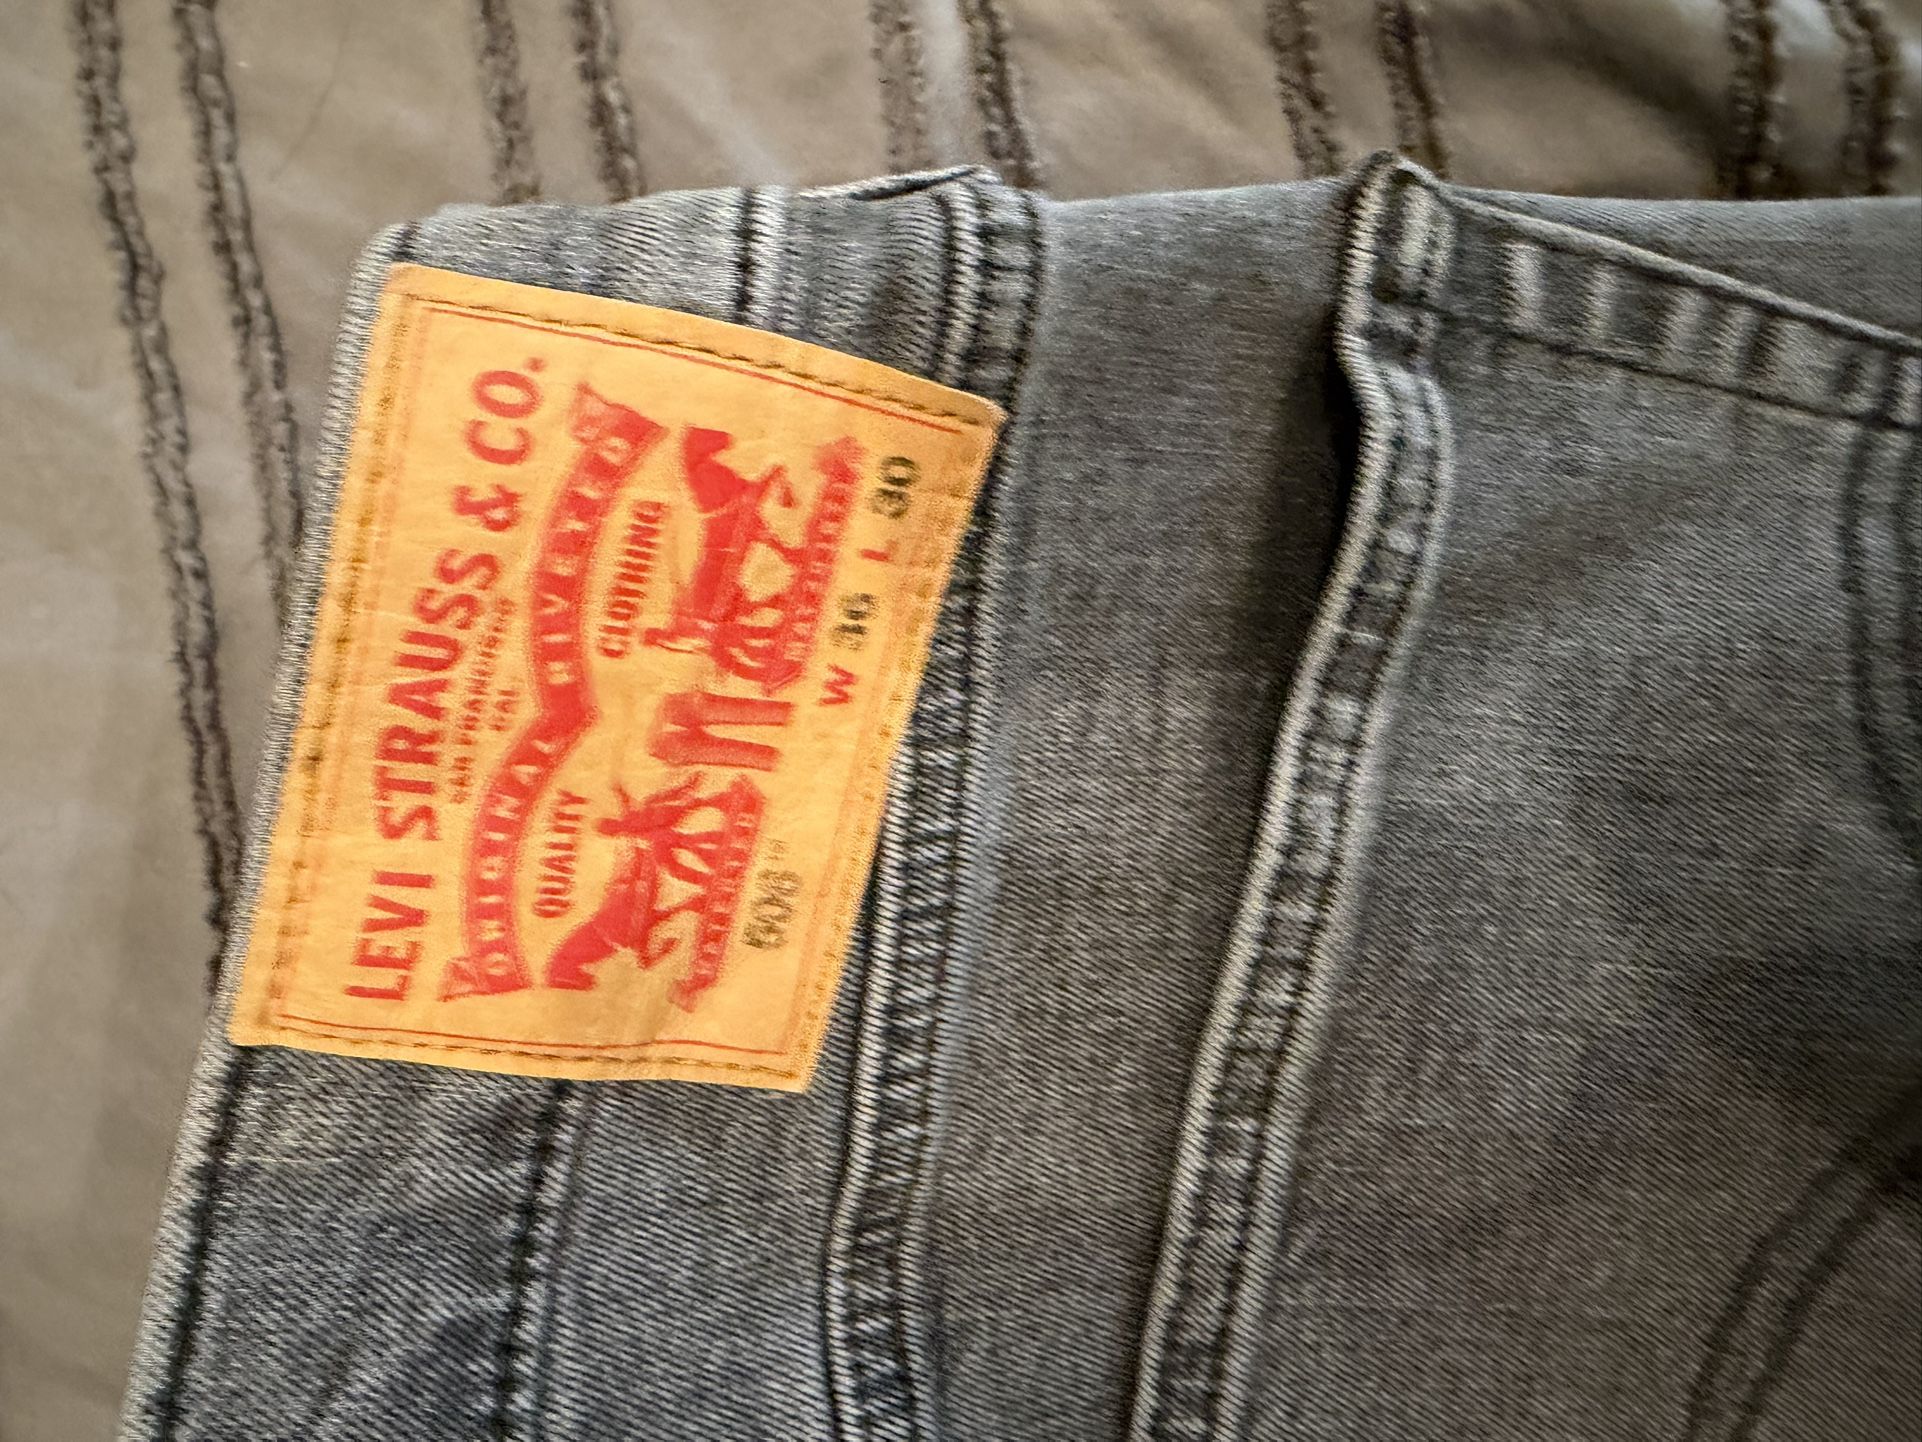 LEVI STRAUSS & CO.
SAN FRANCISCO
CAL.
ORIGINAL RIVETED
QUALITY CLOTHING
W 36 L 30